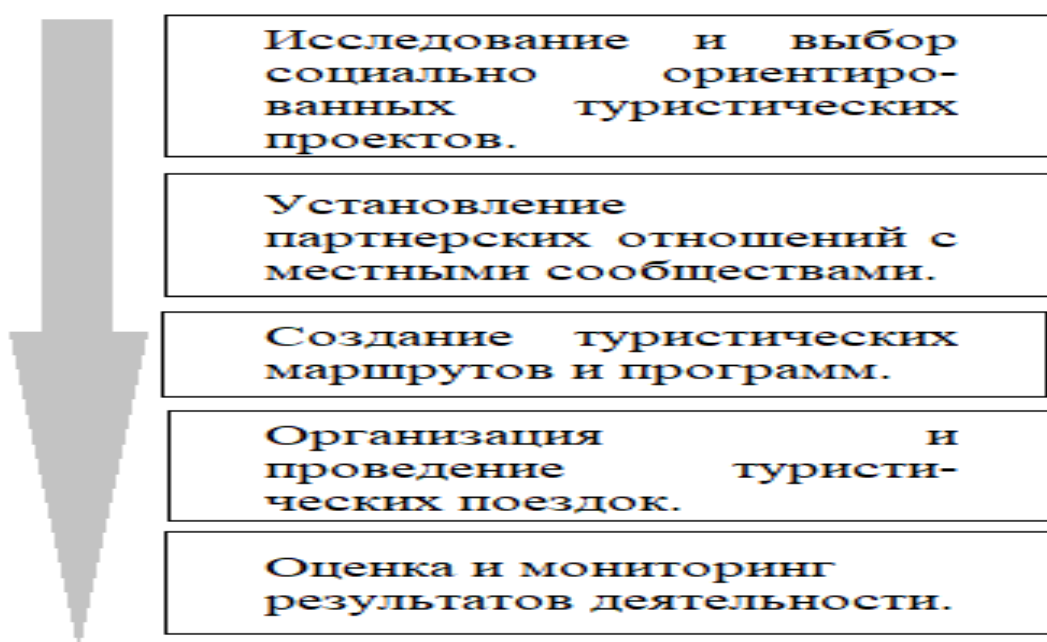 Исследование и выбор
социально ориентиро-
ванных туристических
проектов.
Установление
партнерских отношений с
местными сообществами.
Создание туристических
маршрутов и программ.
Организация и
проведение туристи-
ческих поездок.
Оценка и мониторинг
результатов деятельности.